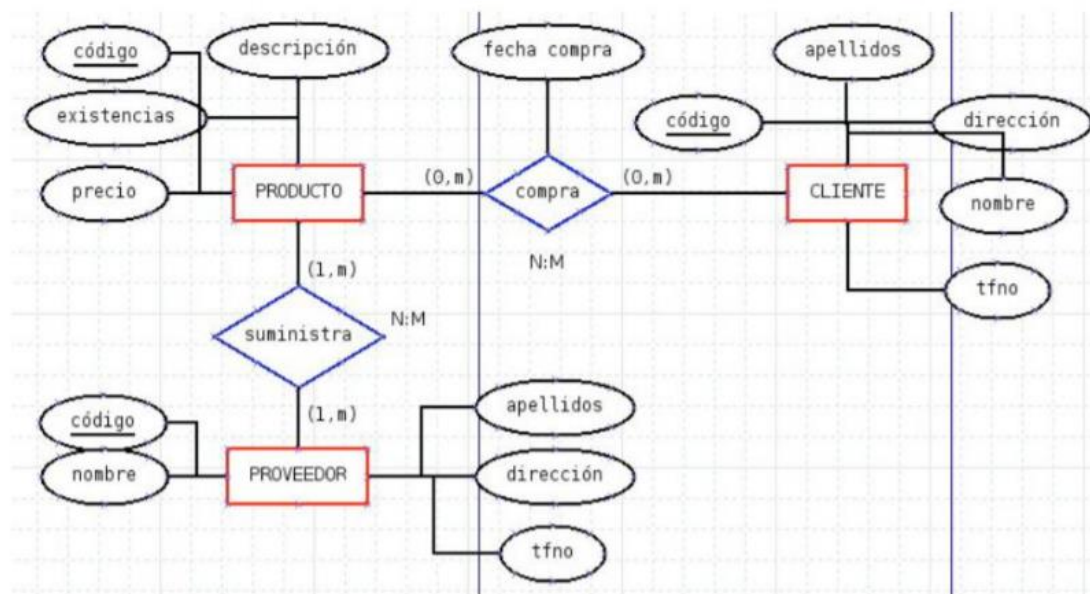 código
descripción
fecha compra
apellidos
existencias
código
dirección
precio
PRODUCTO
(0,m)
compra
(0,m)
CLIENTE
nombre
N:M
(1,m)
tfno
suministra
N:M
(1,m)
apellidos
código
nombre
PROVEEDOR
dirección
tfno